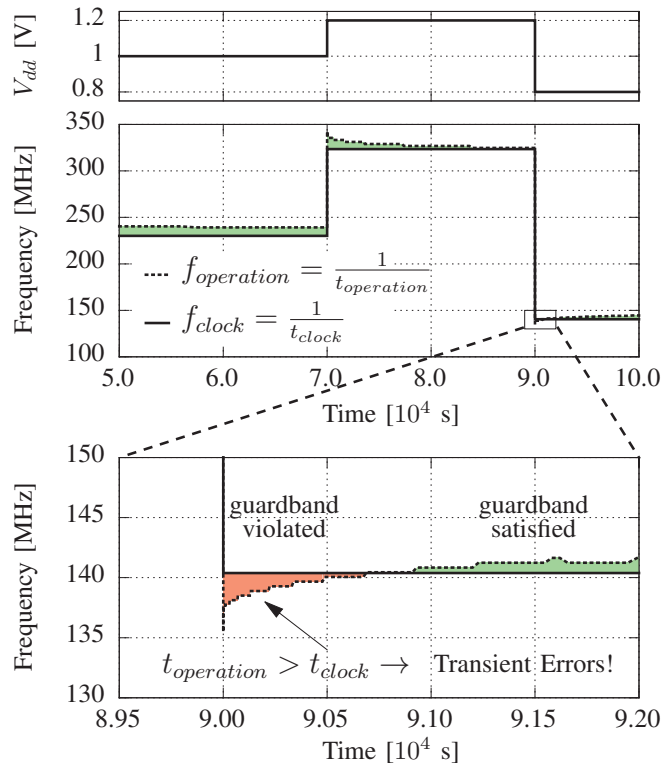 V_dd [V]
1.2
1
0.8
Frequency [MHz]
350
300
250
200
150
100
f_operation = 1/t_operation
f_clock = 1/t_clock
5.0 6.0 7.0 8.0 9.0 10.0
Time [10^4 s]
Frequency [MHz]
150
145
140
135
130
guardband violated
guardband satisfied
t_operation > t_clock → Transient Errors!
8.95 9.00 9.05 9.10 9.15 9.20
Time [10^4 s]